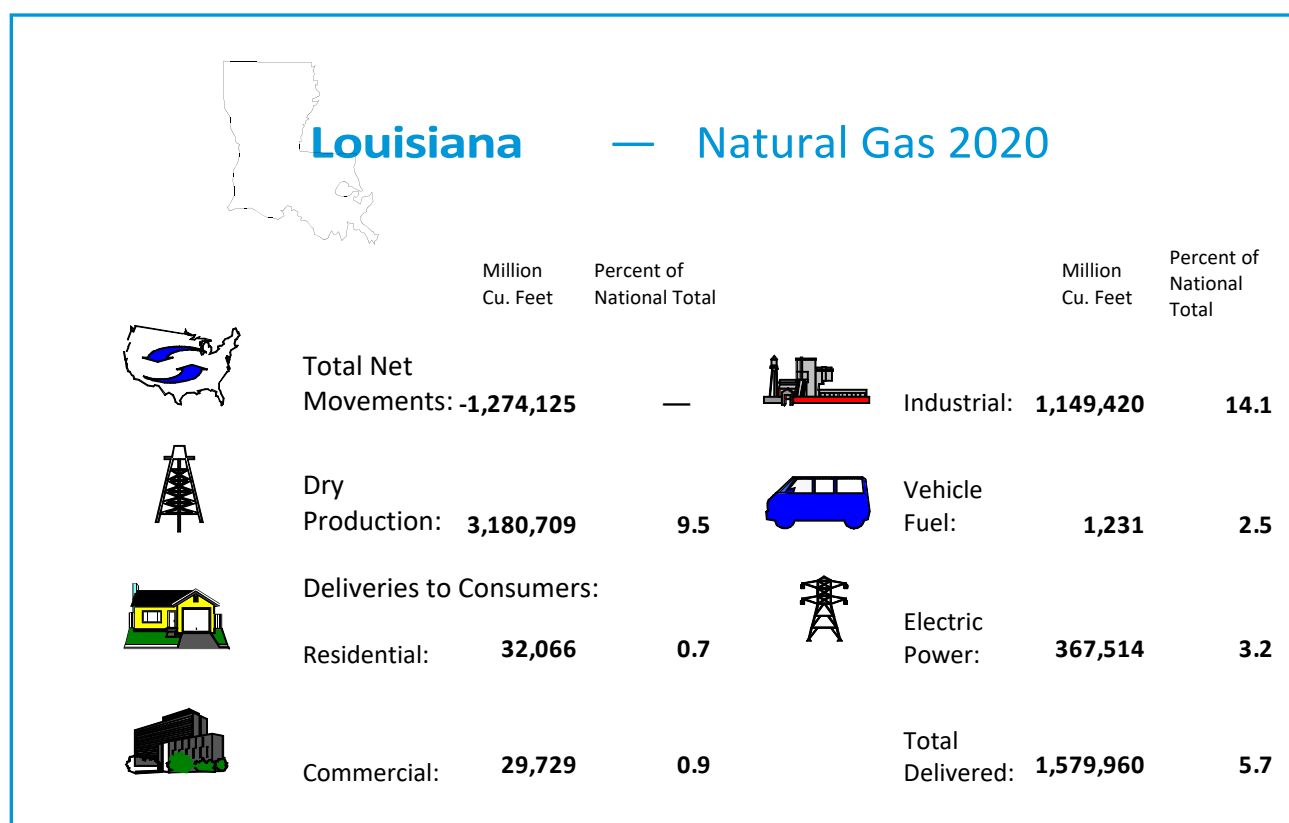 Louisiana — Natural Gas 2020
Million
Cu. Feet
Percent of
National Total
Total Net
Movements: -1,274,125 —
Dry
Production: 3,180,709 9.5
Deliveries to Consumers:
Residential: 32,066 0.7
Commercial: 29,729 0.9
Million
Cu. Feet
Percent of
National
Total
Industrial: 1,149,420 14.1
Vehicle
Fuel: 1,231 2.5
Electric
Power: 367,514 3.2
Total
Delivered: 1,579,960 5.7